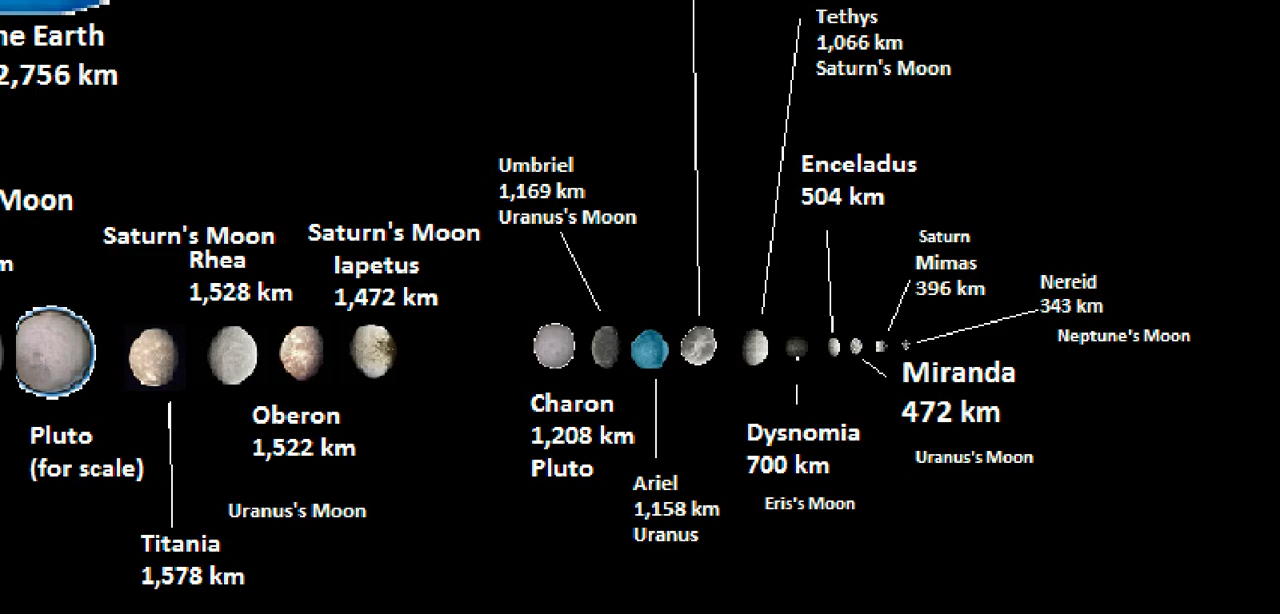 ne Earth
2,756 km
Moon
m
Pluto
(for scale)
Saturn's Moon
Rhea
1,528 km
Saturn's Moon
Iapetus
1,472 km
Oberon
1,522 km
Uranus's Moon
Titania
1,578 km
Umbriel
1,169 km
Uranus's Moon
Charon
1,208 km
Pluto
Ariel
1,158 km
Uranus
Tethys
1,066 km
Saturn's Moon
Enceladus
504 km
Dysnomia
700 km
Eris's Moon
Saturn
Mimas
396 km
Nereid
343 km
Neptune's Moon
Miranda
472 km
Uranus's Moon